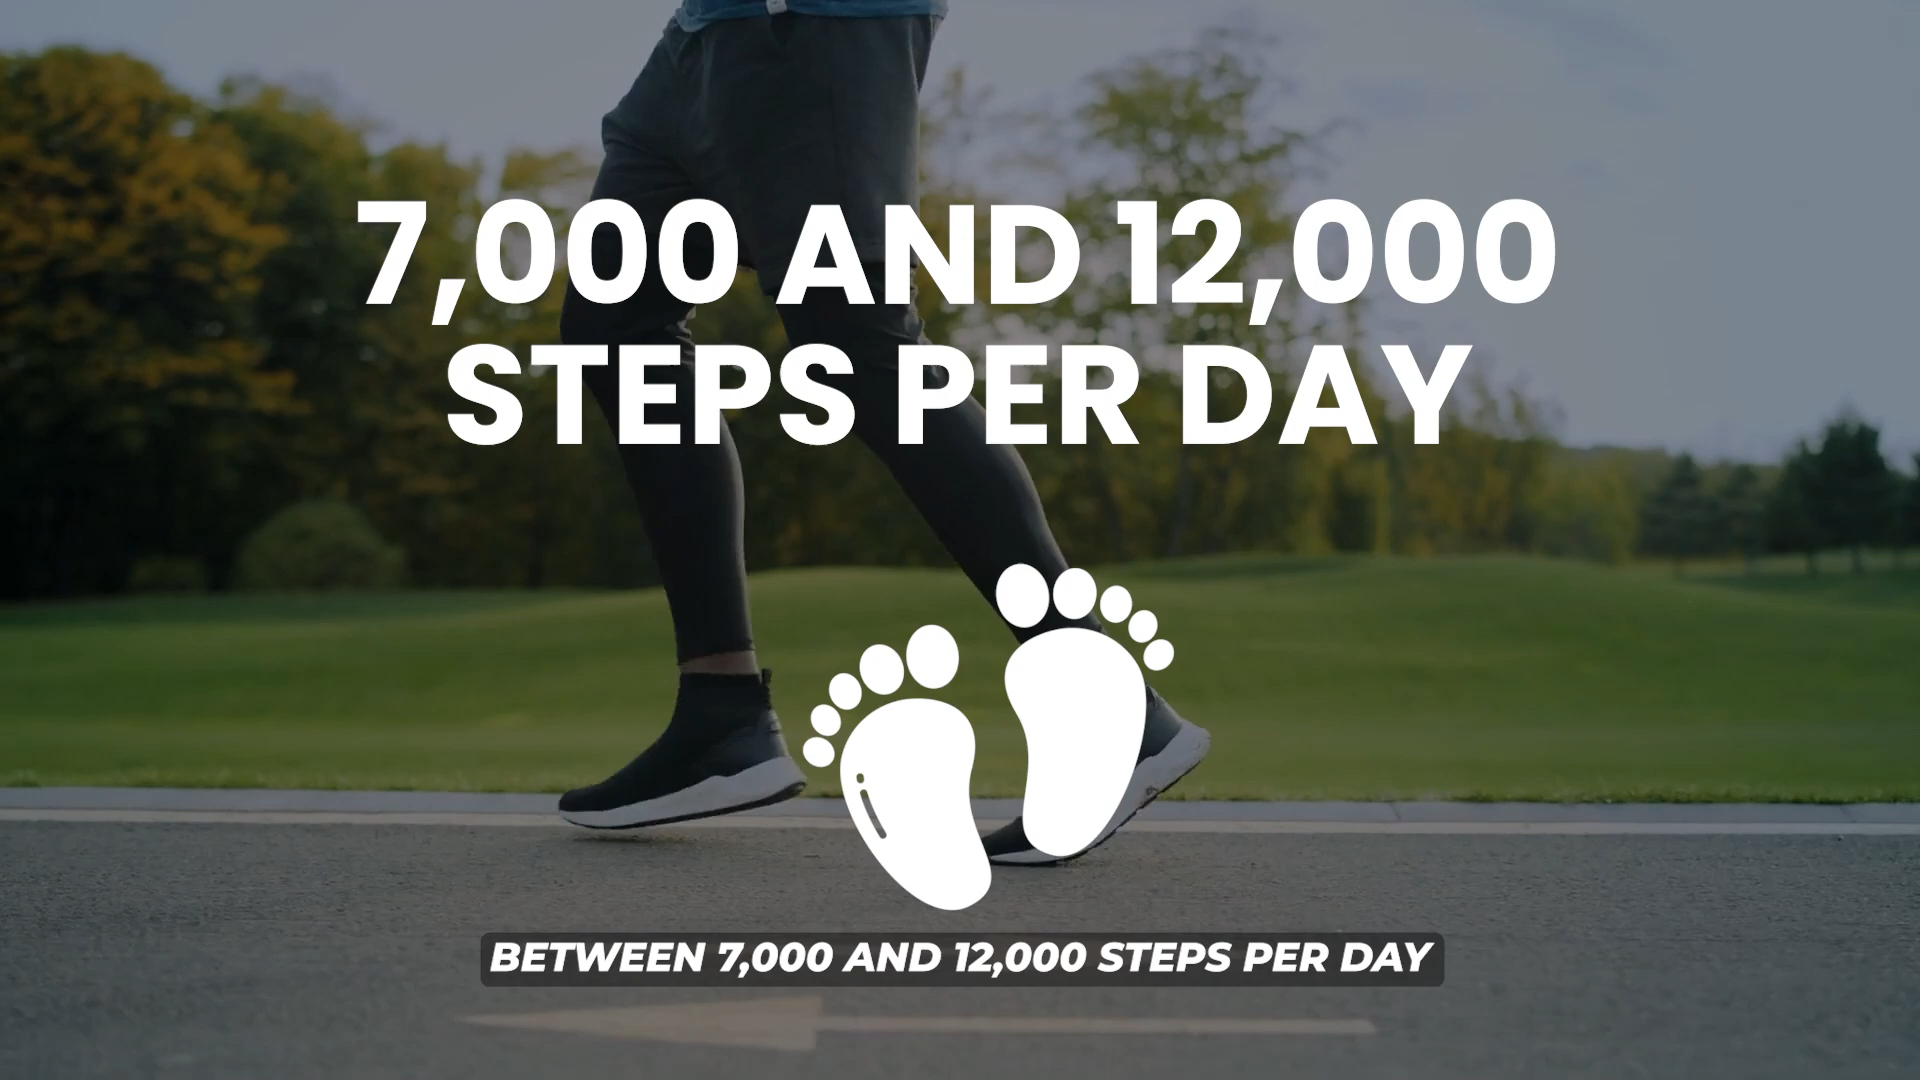 7,000 AND 12,000
STEPS PER DAY
BETWEEN 7,000 AND 12,000 STEPS PER DAY